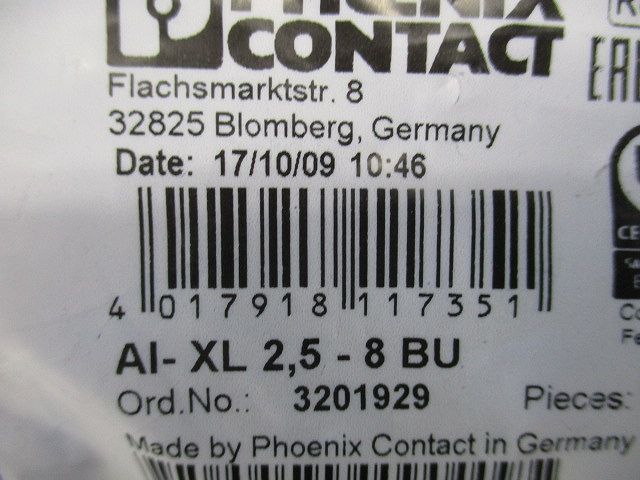 PHOENIX
CONTACT
Flachsmarktstr. 8
32825 Blomberg, Germany
Date: 17/10/09 10:46
4 017918 117351
AI- XL 2,5 - 8 BU
Ord.No.: 3201929 Pieces:
Made by Phoenix Contact in Germany